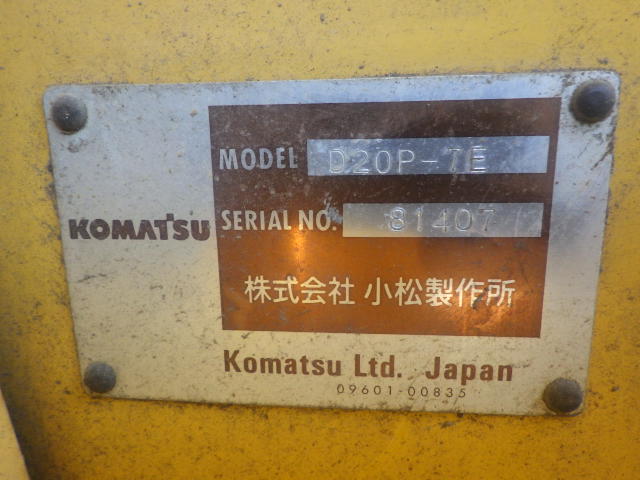 MODEL D20P-7E
KOMATSU
SERIAL NO. 81407
株式会社 小松製作所
Komatsu Ltd. Japan
09601-00835